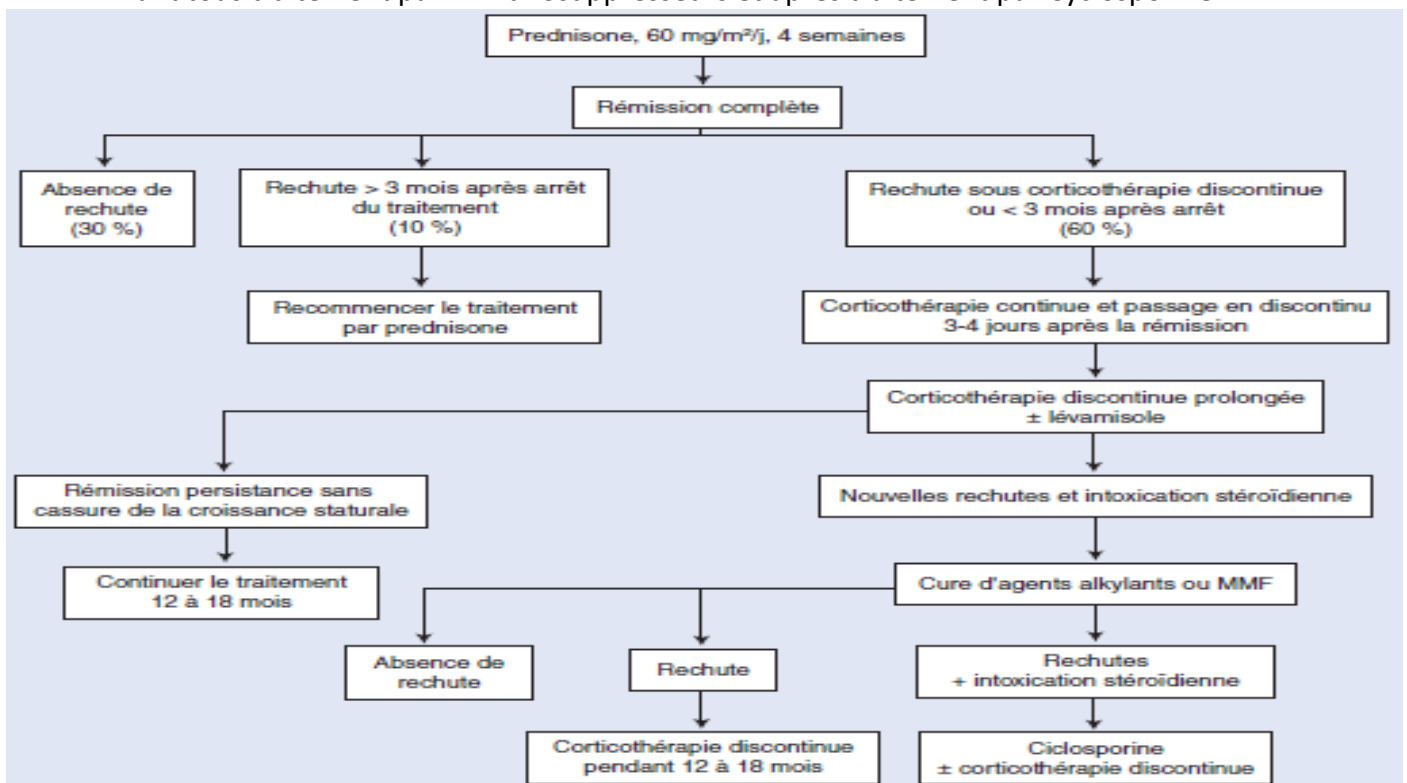 Prednisone, 60 mg/m²/j, 4 semaines
Rémission complète
Absence de
rechute
(30 %)
Rechute > 3 mois après arrêt
du traitement
(10 %)
Rechute sous corticothérapie discontinue
ou < 3 mois après arrêt
(60 %)
Recommencer le traitement
par prednisone
Corticothérapie continue et passage en discontinu
3-4 jours après la rémission
Corticothérapie discontinue prolongée
± lévamisole
Rémission persistance sans
cassure de la croissance staturale
Nouvelles rechutes et intoxication stéroïdienne
Continuer le traitement
12 à 18 mois
Cure d'agents alkylants ou MMF
Absence de
rechute
Rechute
Rechutes
+ intoxication stéroïdienne
Corticothérapie discontinue
pendant 12 à 18 mois
Ciclosporine
± corticothérapie discontinue